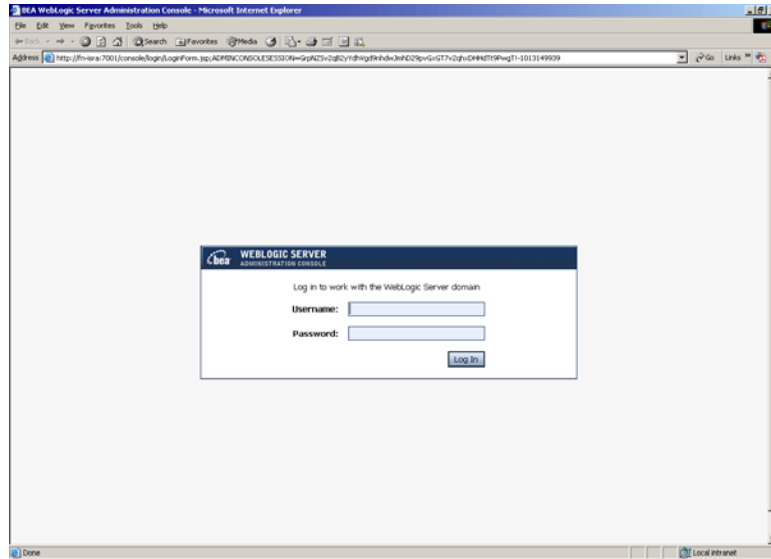 BEA WebLogic Server Administration Console - Microsoft Internet Explorer
File Edit View Favorites Tools Help
Back Search Favorites Media
Address Go Links »
bea WEBLOGIC SERVER
ADMINISTRATION CONSOLE
Log in to work with the WebLogic Server domain
Username:
Password:
Log In
Done Local intranet